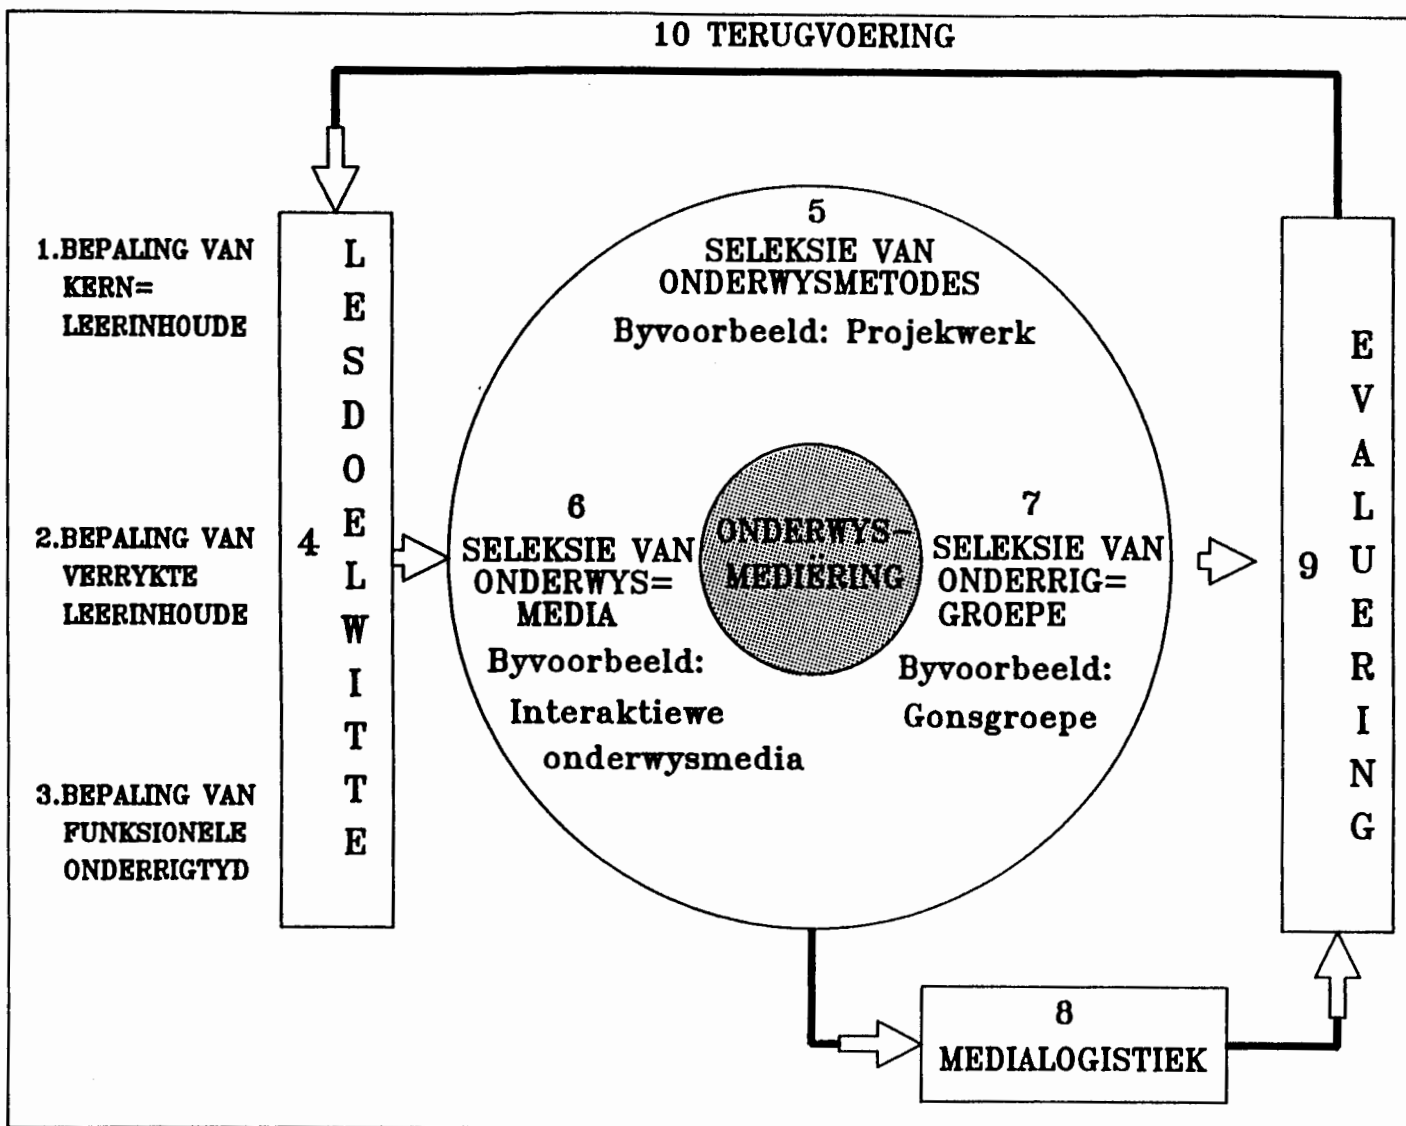 10 TERUGVOERING
1.BEPALING VAN
KERN=
LEERINHOUDE
2.BEPALING VAN
VERRYKTE
LEERINHOUDE
3.BEPALING VAN
FUNKSIONELE
ONDERRIGTYD
4
LESDOELWITTE
5
SELEKSIE VAN
ONDERWYSMETODES
Byvoorbeeld: Projekwerk
6
SELEKSIE VAN
ONDERWYS=
MEDIA
Byvoorbeeld:
Interaktiewe
onderwysmedia
ONDERWYS-
MEDIËRING
7
SELEKSIE VAN
ONDERRIG=
GROEPE
Byvoorbeeld:
Gonsgroepe
8
MEDIALOGISTIEK
9
EVALUERING